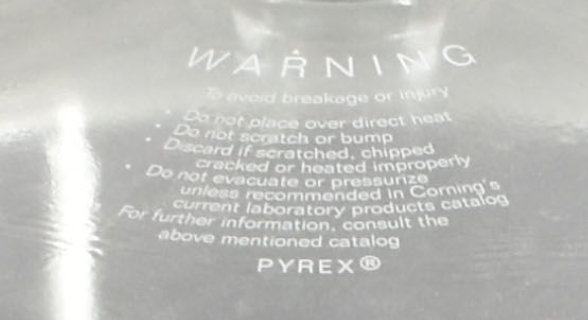 WARNING
To avoid breakage or injury
• Do not place over direct heat
• Do not scratch or bump
• Discard if scratched, chipped
cracked or heated improperly
• Do not evacuate or pressurize
unless recommended in Corning's
current laboratory products catalog
For further information, consult the
above mentioned catalog
PYREX®